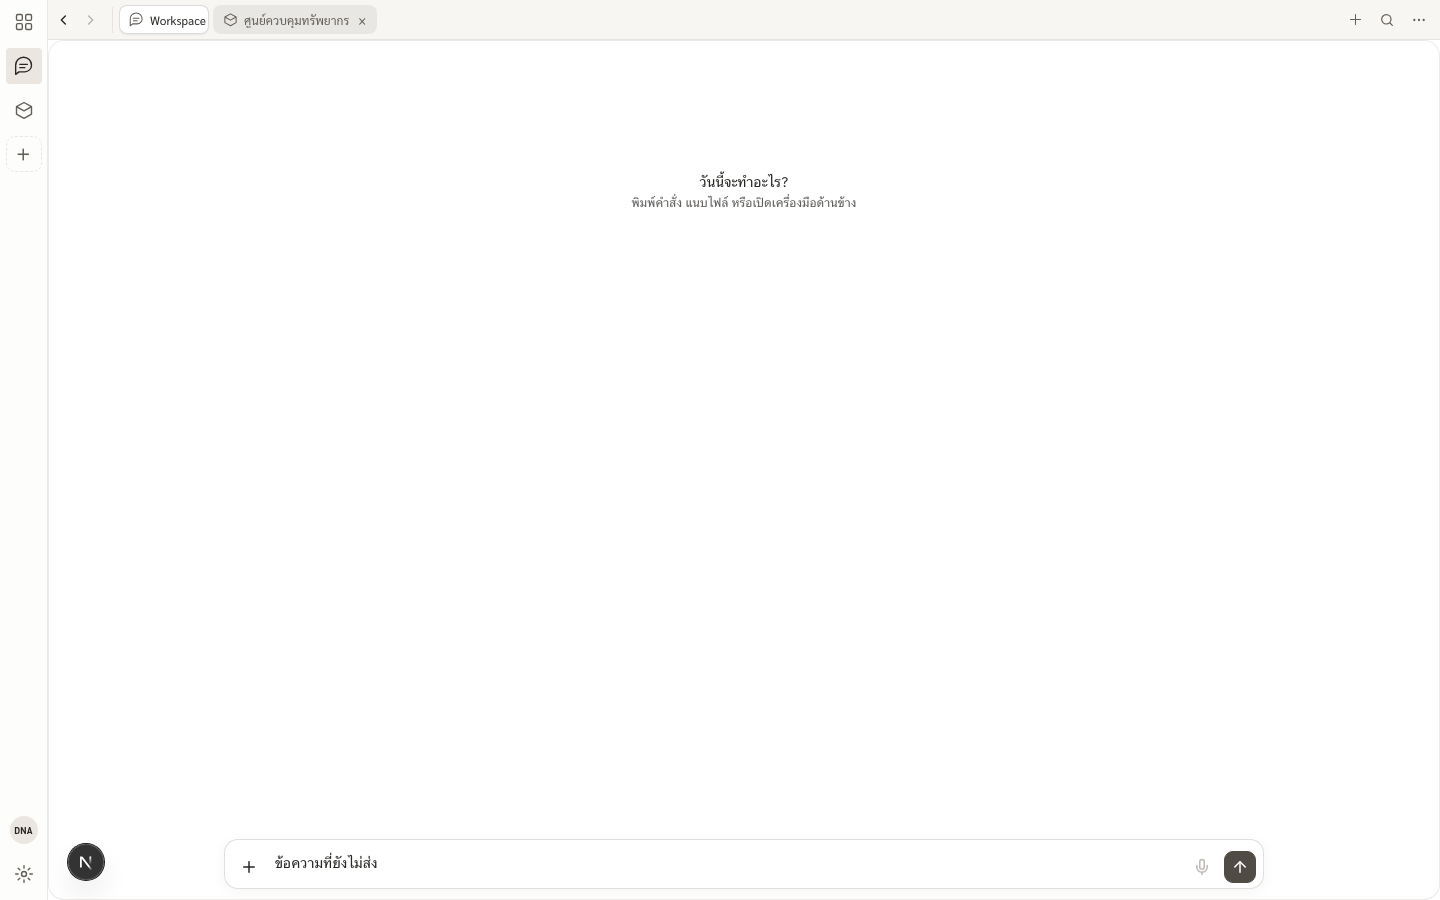 Workspace
ศูนย์ควบคุมทรัพยากร
วันนี้จะทำอะไร?
พิมพ์คำสั่ง แนบไฟล์ หรือเปิดเครื่องมือด้านข้าง
DNA
N
ข้อความที่ยังไม่ส่ง